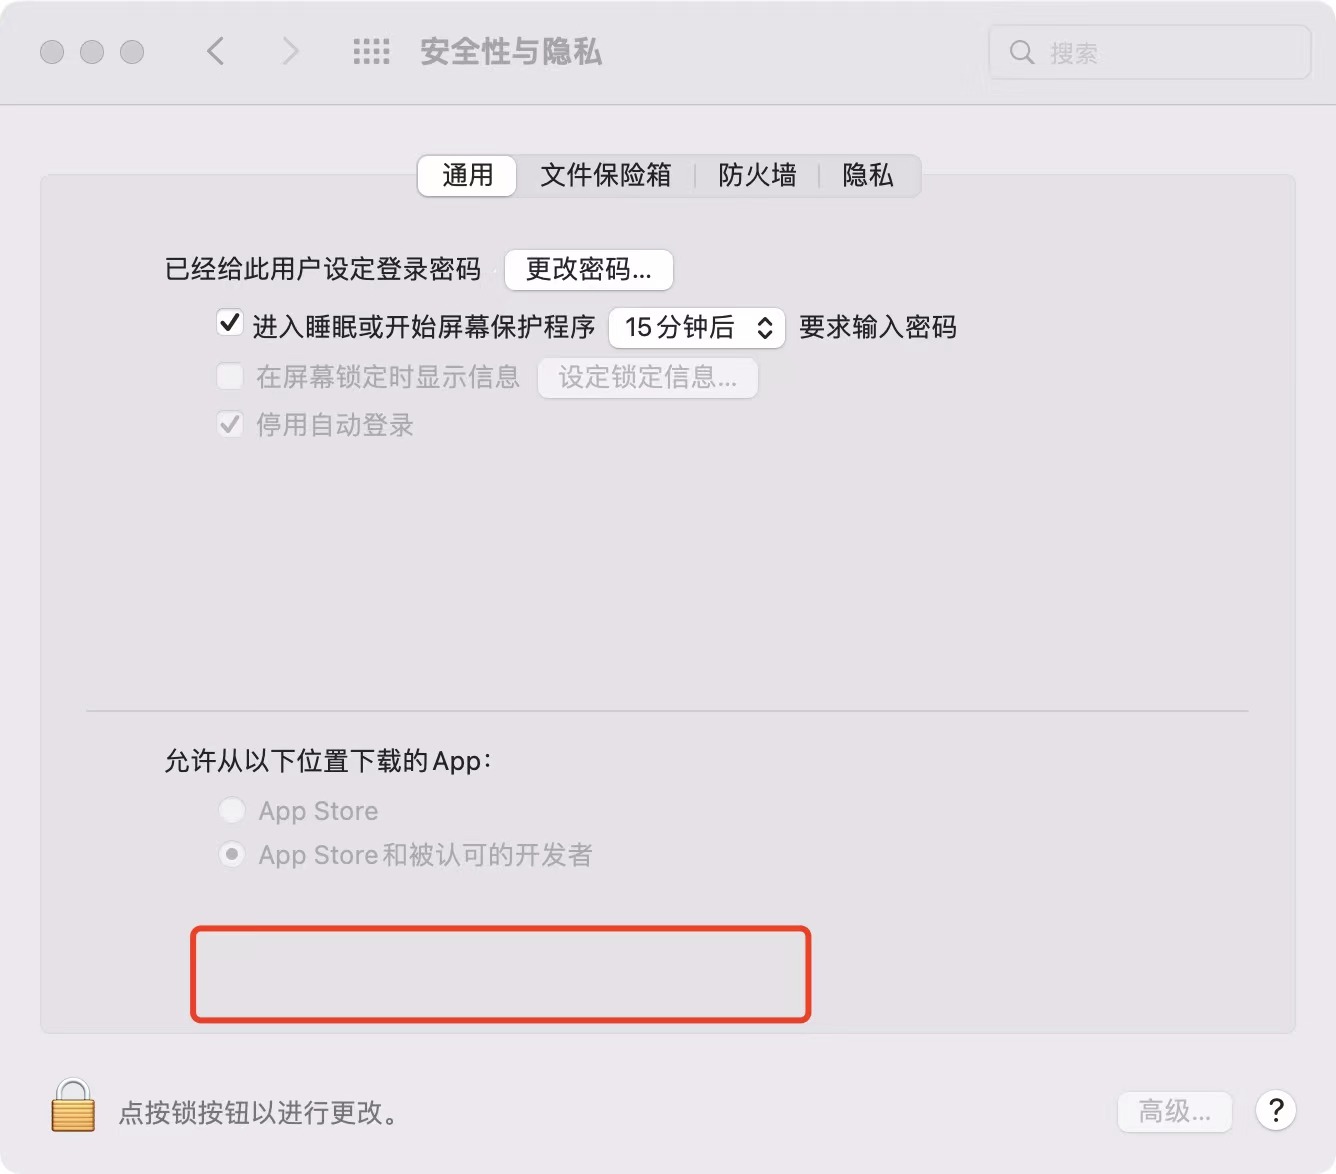 安全性与隐私
搜索
通用 文件保险箱 防火墙 隐私
已经给此用户设定登录密码 更改密码...
进入睡眠或开始屏幕保护程序 15分钟后 要求输入密码
在屏幕锁定时显示信息 设定锁定信息...
停用自动登录
允许从以下位置下载的App：
App Store
App Store和被认可的开发者
点按锁按钮以进行更改。
高级... ?